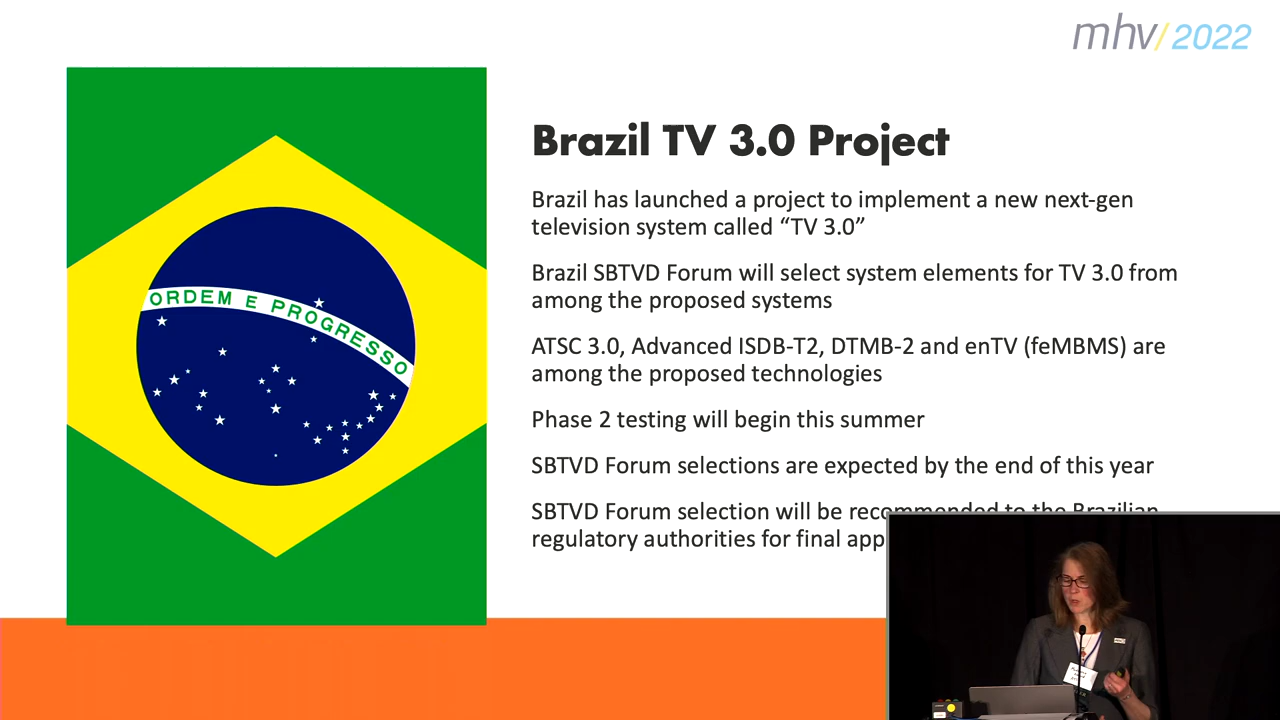 mhv/2022
Brazil TV 3.0 Project
Brazil has launched a project to implement a new next-gen
television system called “TV 3.0”
Brazil SBTVD Forum will select system elements for TV 3.0 from
among the proposed systems
ATSC 3.0, Advanced ISDB-T2, DTMB-2 and enTV (feMBMS) are
among the proposed technologies
Phase 2 testing will begin this summer
SBTVD Forum selections are expected by the end of this year
SBTVD Forum selection will be recommended to the Brazilian
regulatory authorities for final app
ORDEM E PROGRESSO